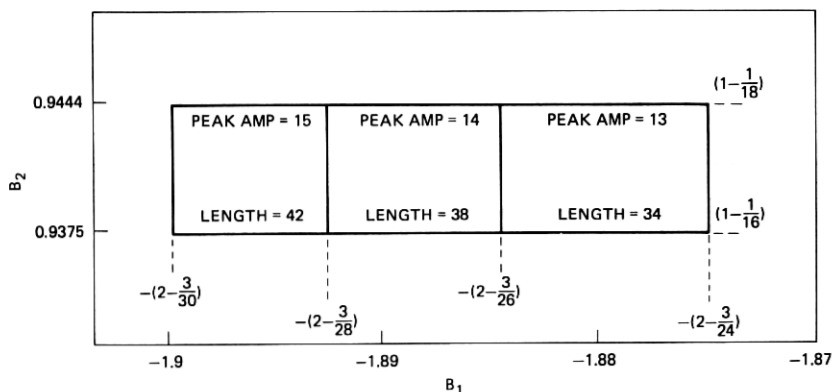 (1-1/18)
0.9444
PEAK AMP = 15
PEAK AMP = 14
PEAK AMP = 13
B2
LENGTH = 42
LENGTH = 38
LENGTH = 34
(1-1/16)
0.9375
-(2-3/30)
-(2-3/28)
-(2-3/26)
-(2-3/24)
-1.9
-1.89
-1.88
-1.87
B1